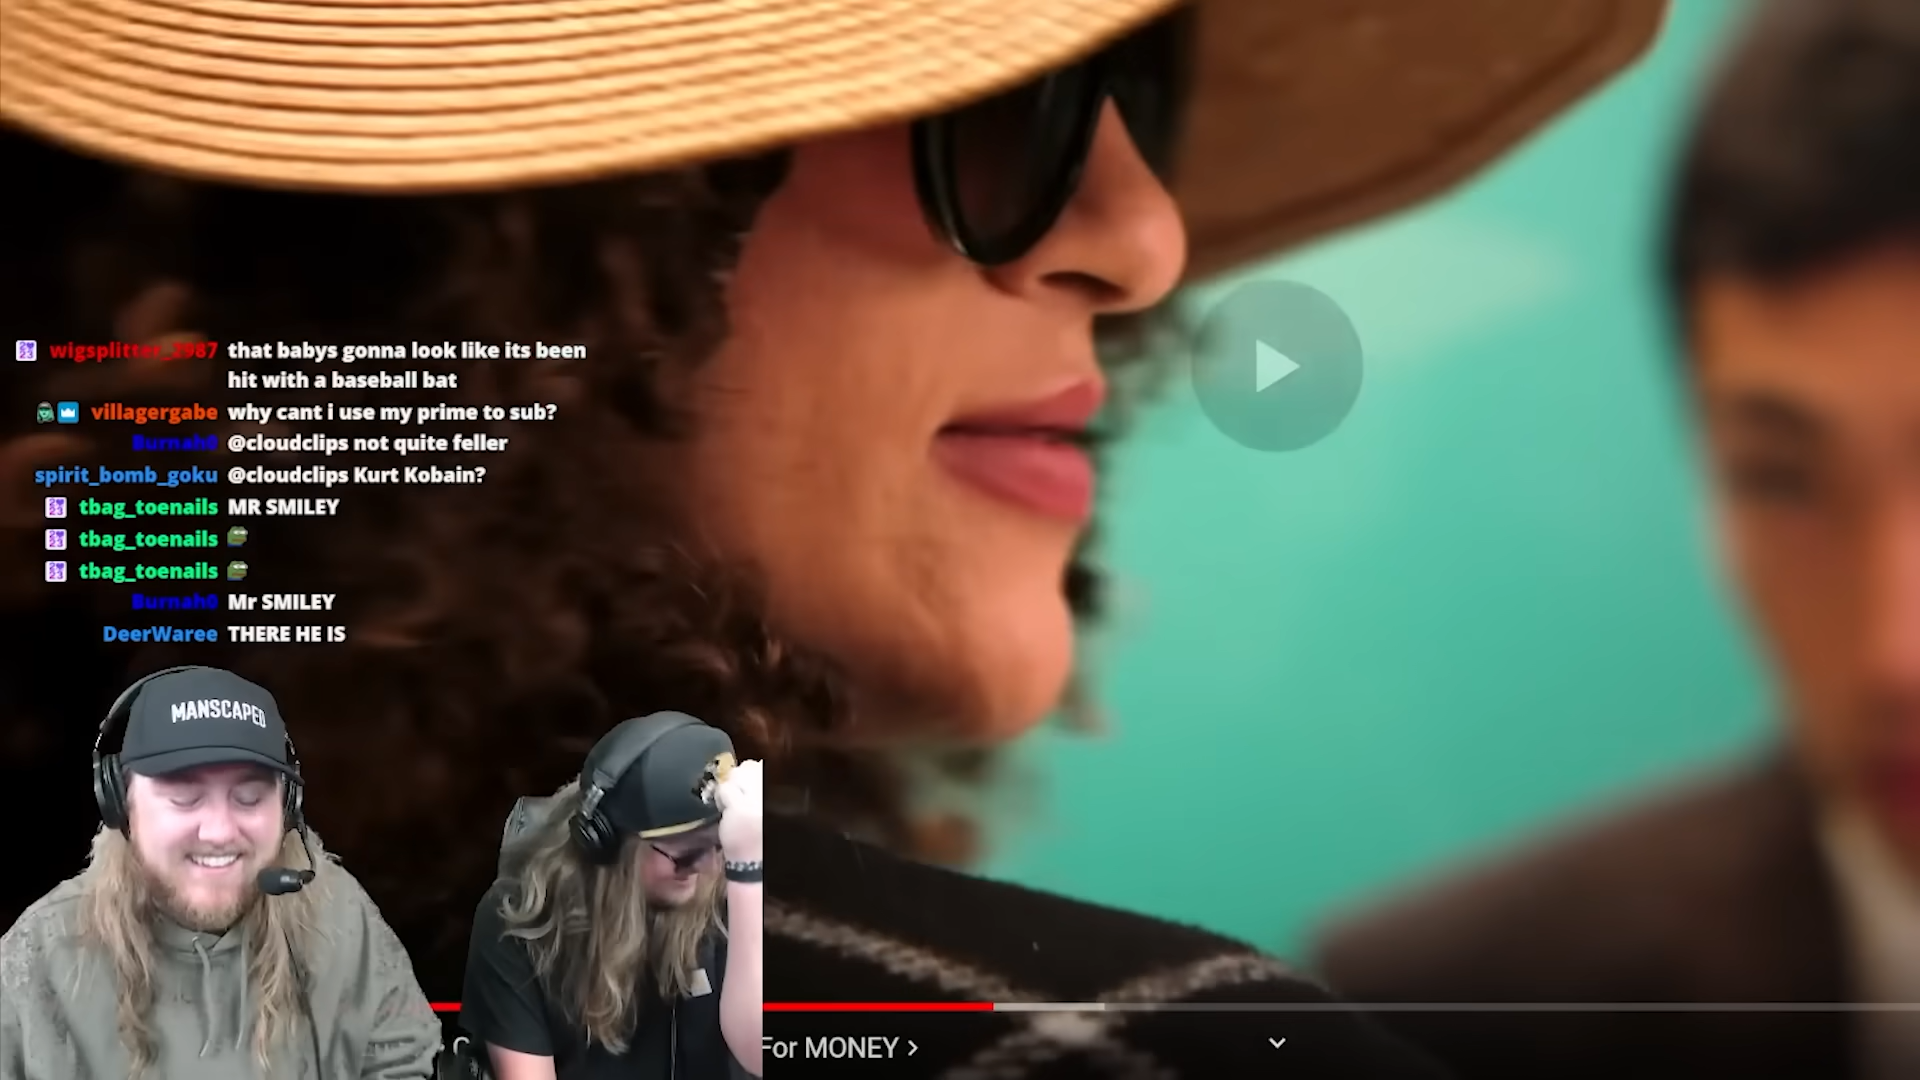 wigsplitter_2987 that babys gonna look like its been
hit with a baseball bat
villagergabe why cant i use my prime to sub?
Burnah0 @cloudclips not quite feller
spirit_bomb_goku @cloudclips Kurt Kobain?
tbag_toenails MR SMILEY
tbag_toenails
tbag_toenails
Burnah0 Mr SMILEY
DeerWaree THERE HE IS
MANSCAPED
For MONEY >